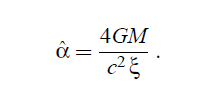 α̂ = 4GM / c² ξ .